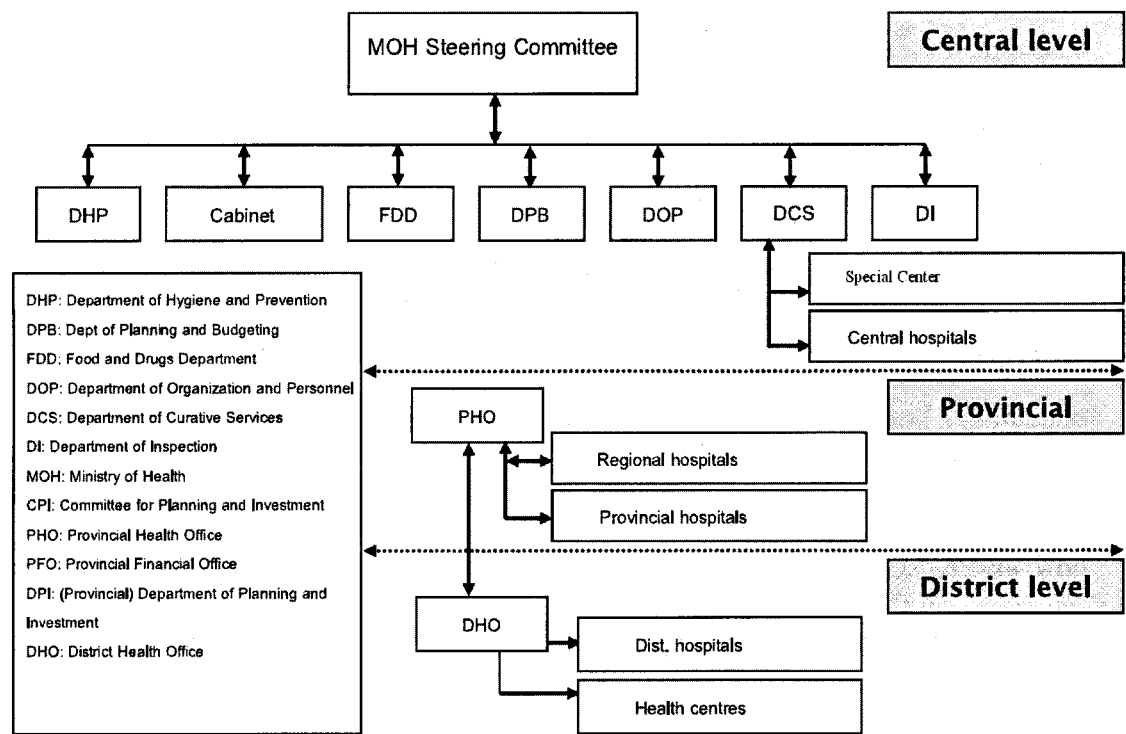 MOH Steering Committee
Central level
DHP
Cabinet
FDD
DPB
DOP
DCS
DI
Special Center
Central hospitals
DHP: Department of Hygiene and Prevention
DPB: Dept of Planning and Budgeting
FDD: Food and Drugs Department
DOP: Department of Organization and Personnel
DCS: Department of Curative Services
DI: Department of Inspection
MOH: Ministry of Health
CPI: Committee for Planning and Investment
PHO: Provincial Health Office
PFO: Provincial Financial Office
DPI: (Provincial) Department of Planning and
Investment
DHO: District Health Office
Provincial
PHO
Regional hospitals
Provincial hospitals
District level
DHO
Dist. hospitals
Health centres